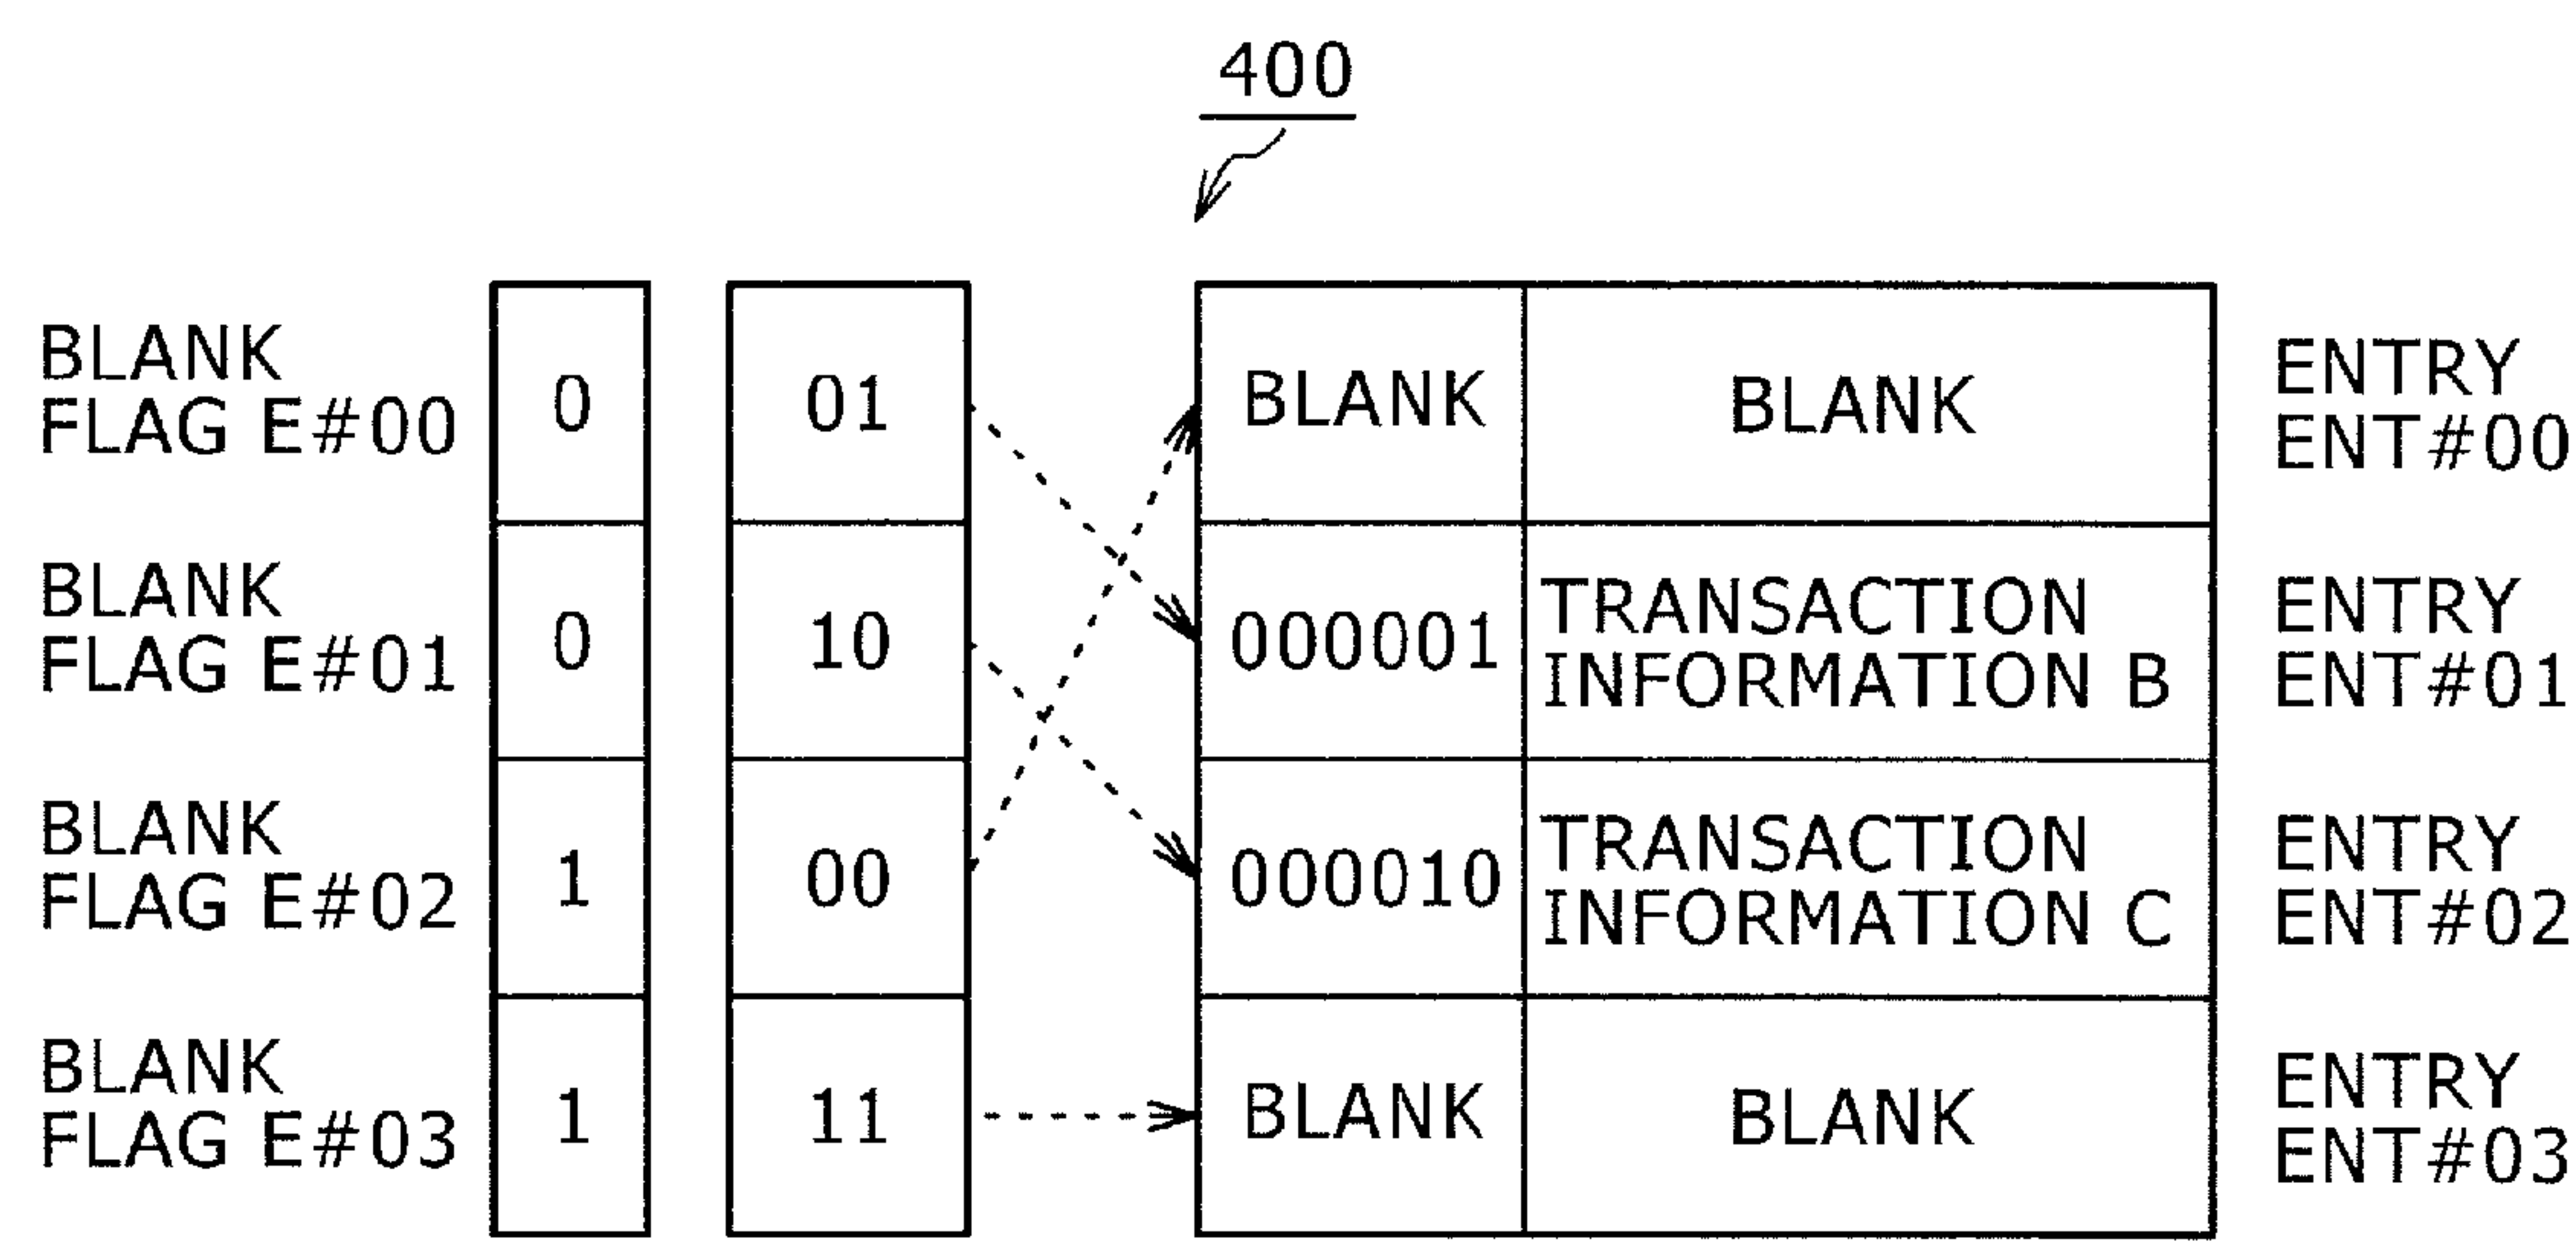 400
BLANK
FLAG E#00
0
01
BLANK
BLANK
ENTRY
ENT#00
BLANK
FLAG E#01
0
10
000001
TRANSACTION
INFORMATION B
ENTRY
ENT#01
BLANK
FLAG E#02
1
00
000010
TRANSACTION
INFORMATION C
ENTRY
ENT#02
BLANK
FLAG E#03
1
11
BLANK
BLANK
ENTRY
ENT#03